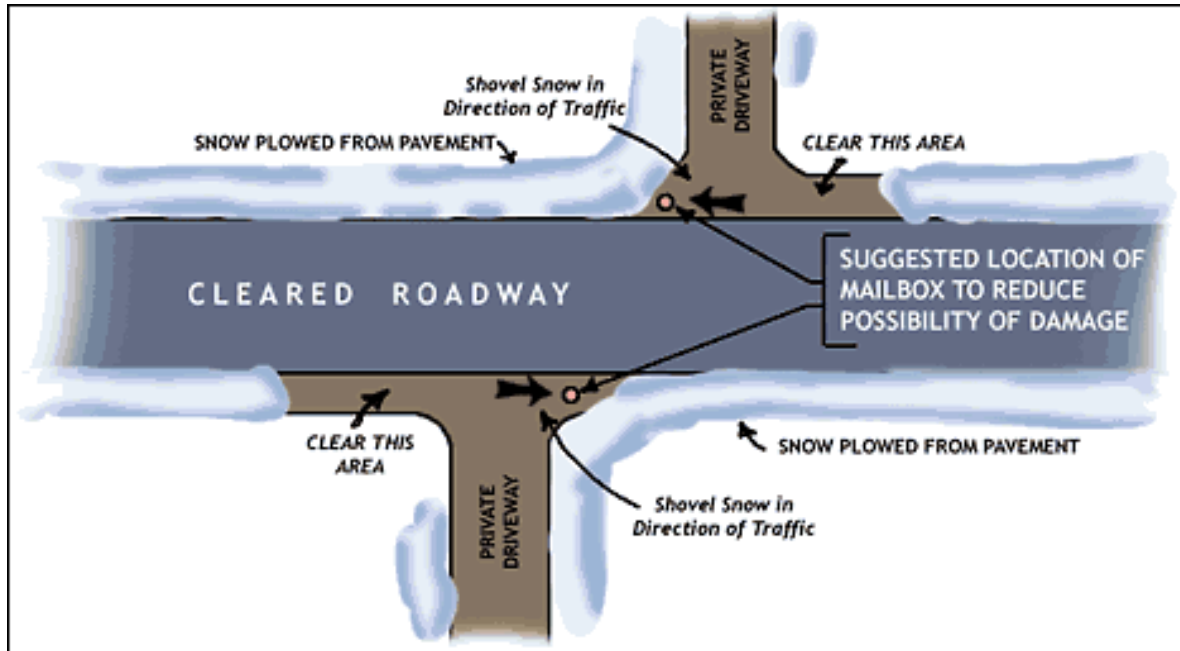 Shovel Snow in
Direction of Traffic
PRIVATE
DRIVEWAY
SNOW PLOWED FROM PAVEMENT
CLEAR THIS AREA
CLEARED ROADWAY
SUGGESTED LOCATION OF
MAILBOX TO REDUCE
POSSIBILITY OF DAMAGE
CLEAR THIS
AREA
SNOW PLOWED FROM PAVEMENT
PRIVATE
DRIVEWAY
Shovel Snow in
Direction of Traffic